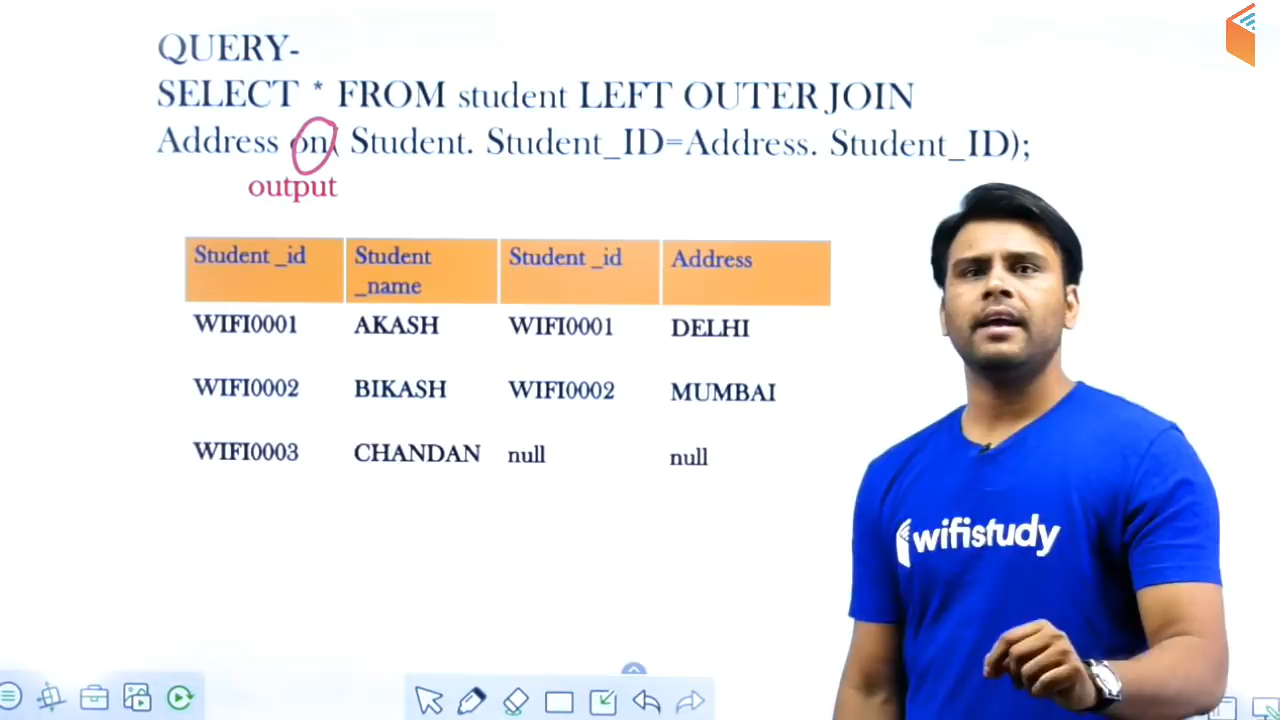 QUERY-
SELECT * FROM student LEFT OUTER JOIN
Address on( Student. Student_ID=Address. Student_ID);
output
Student _id Student _name Student _id Address
WIFI0001 AKASH WIFI0001 DELHI
WIFI0002 BIKASH WIFI0002 MUMBAI
WIFI0003 CHANDAN null null
wifistudy